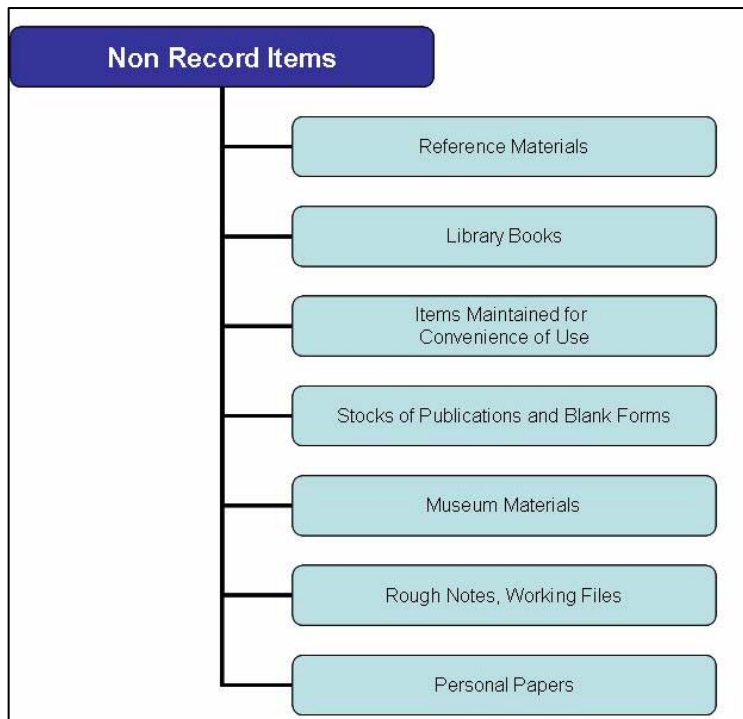 Non Record Items
Reference Materials
Library Books
Items Maintained for
Convenience of Use
Stocks of Publications and Blank Forms
Museum Materials
Rough Notes, Working Files
Personal Papers